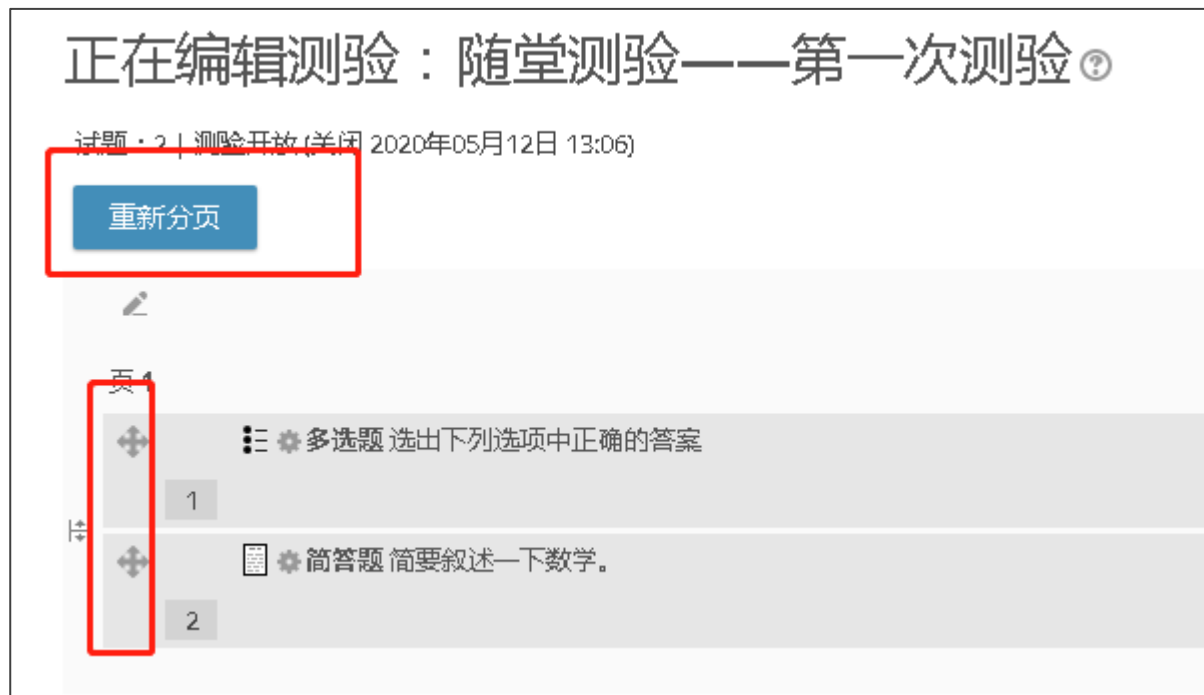 正在编辑测验：随堂测验——第一次测验
试题：2 | 测验开放 (关闭 2020年05月12日 13:06)
重新分页
页 1
多选题 选出下列选项中正确的答案
1
简答题 简要叙述一下数学。
2